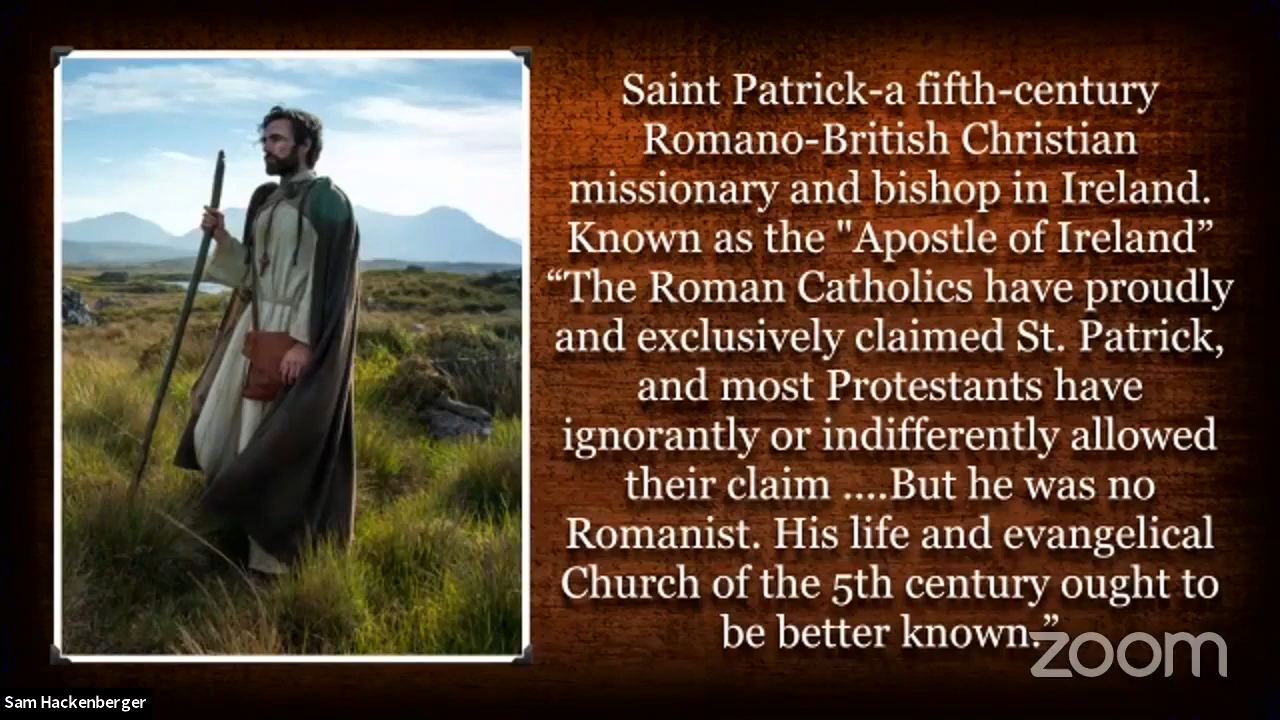 Saint Patrick-a fifth-century
Romano-British Christian
missionary and bishop in Ireland.
Known as the "Apostle of Ireland”
“The Roman Catholics have proudly
and exclusively claimed St. Patrick,
and most Protestants have
ignorantly or indifferently allowed
their claim ....But he was no
Romanist. His life and evangelical
Church of the 5th century ought to
be better known.”
zoom
Sam Hackenberger